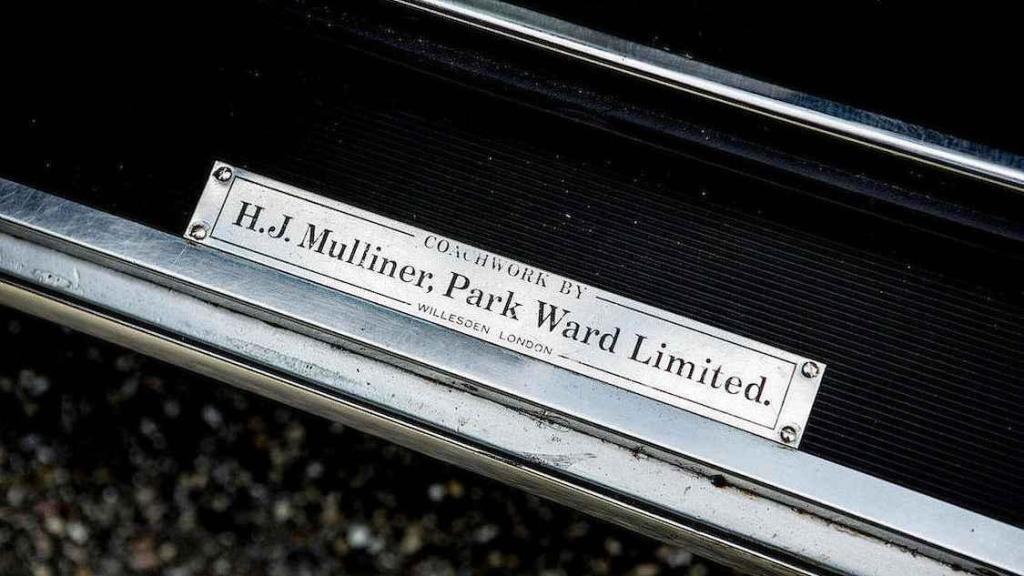 COACHWORK BY
H.J. Mulliner, Park Ward Limited.
WILLESDEN LONDON